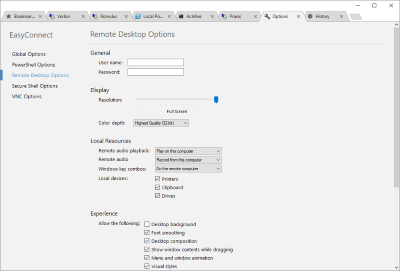 Bookmar...
Yorton
Romulus
Local Po...
Achilles
Praxis
Options
History
EasyConnect
Global Options
PowerShell Options
Remote Desktop Options
Secure Shell Options
VNC Options
Remote Desktop Options
General
User name:
Password:
Display
Resolution:
Full Screen
Color depth: Highest Quality (32 bit)
Local Resources
Remote audio playback: Play on this computer
Remote audio Record from this computer
Windows key combos: On the remote computer
Local devices: Printers
Clipboard
Drives
Experience
Allow the following: Desktop background
Font smoothing
Desktop composition
Show window contents while dragging
Menu and window animation
Visual styles